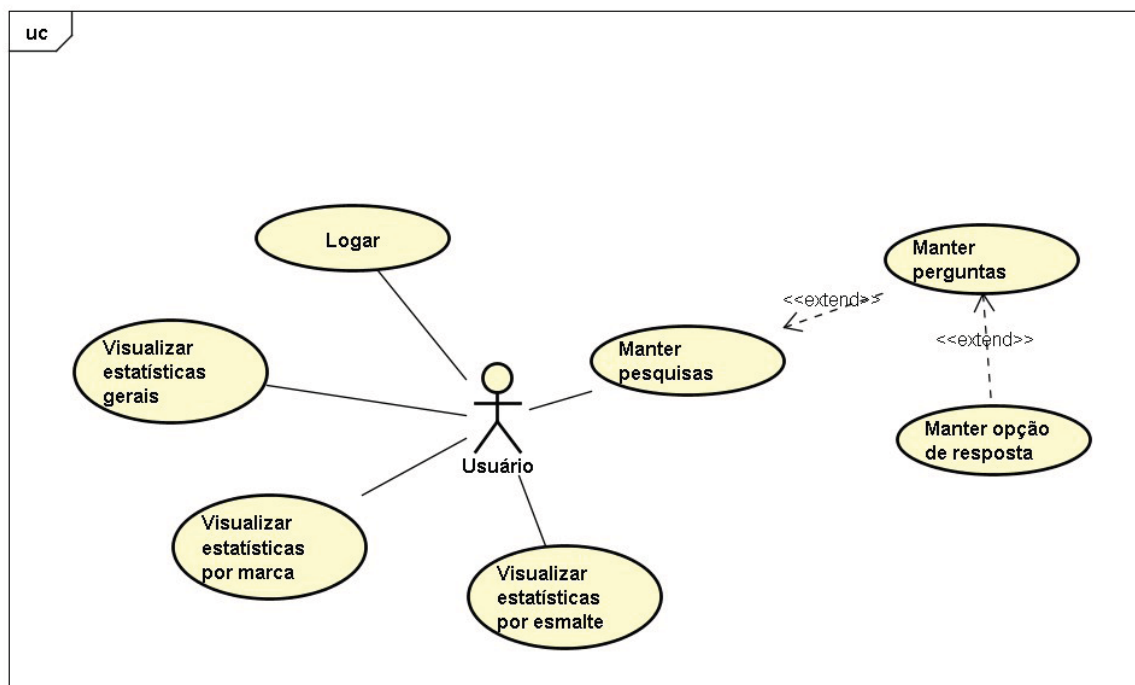 uc
Logar
Manter
perguntas
<<extend>>
<<extend>>
Visualizar
estatísticas
gerais
Manter
pesquisas
Manter opção
de resposta
Usuário
Visualizar
estatísticas
por marca
Visualizar
estatísticas
por esmalte